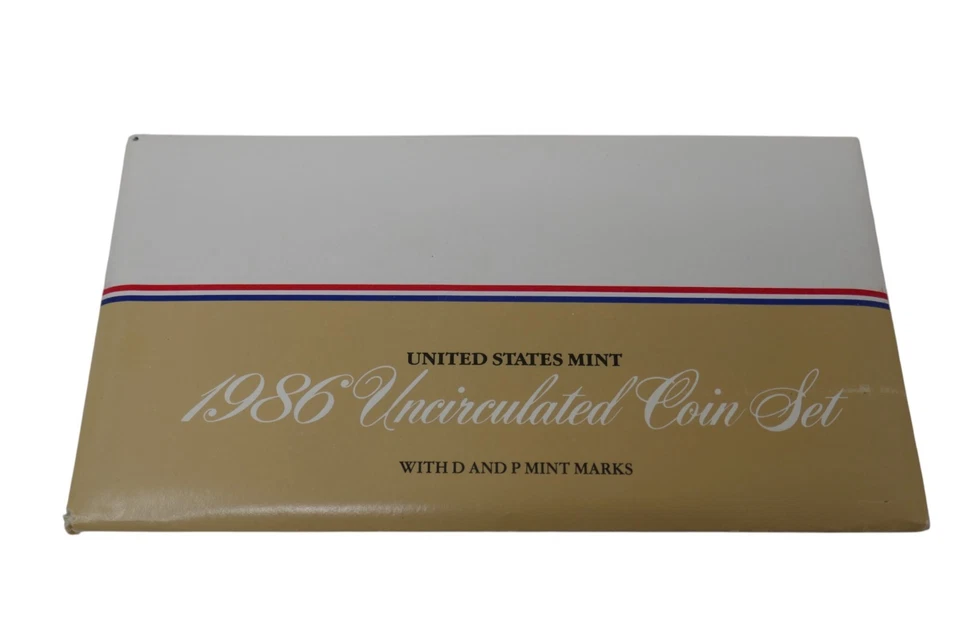 UNITED STATES MINT
1986 Uncirculated Coin Set
WITH D AND P MINT MARKS